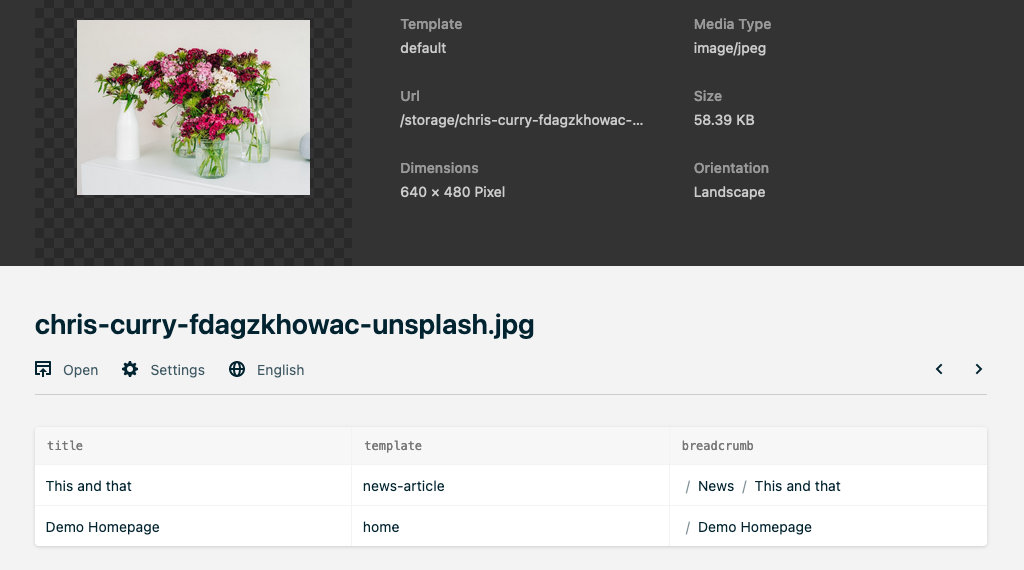 Template
default
Media Type
image/jpeg
Url
/storage/chris-curry-fdagzkhowac-...
Size
58.39 KB
Dimensions
640 × 480 Pixel
Orientation
Landscape
chris-curry-fdagzkhowac-unsplash.jpg
Open Settings English
title template breadcrumb
This and that news-article / News / This and that
Demo Homepage home / Demo Homepage